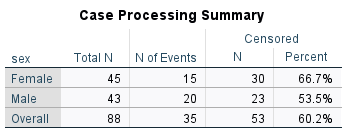 Case Processing Summary
Censored
sex Total N N of Events N Percent
Female 45 15 30 66.7%
Male 43 20 23 53.5%
Overall 88 35 53 60.2%